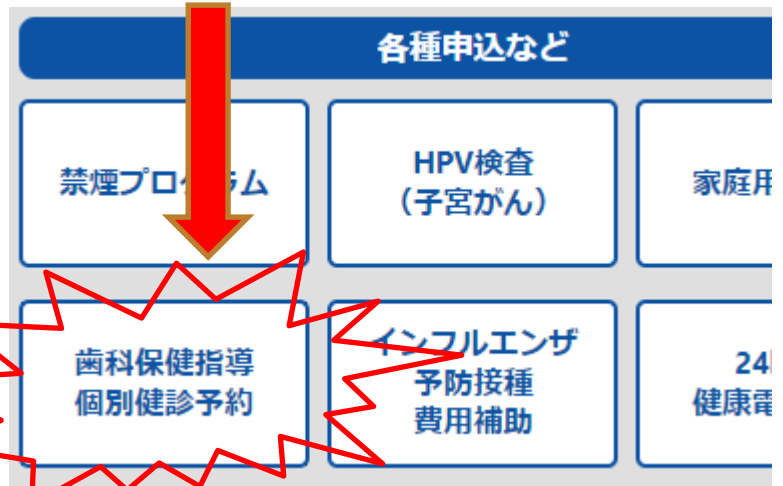 各種申込など
禁煙プログラム
HPV検査
（子宮がん）
家庭用
歯科保健指導
個別健診予約
インフルエンザ
予防接種
費用補助
24
健康電